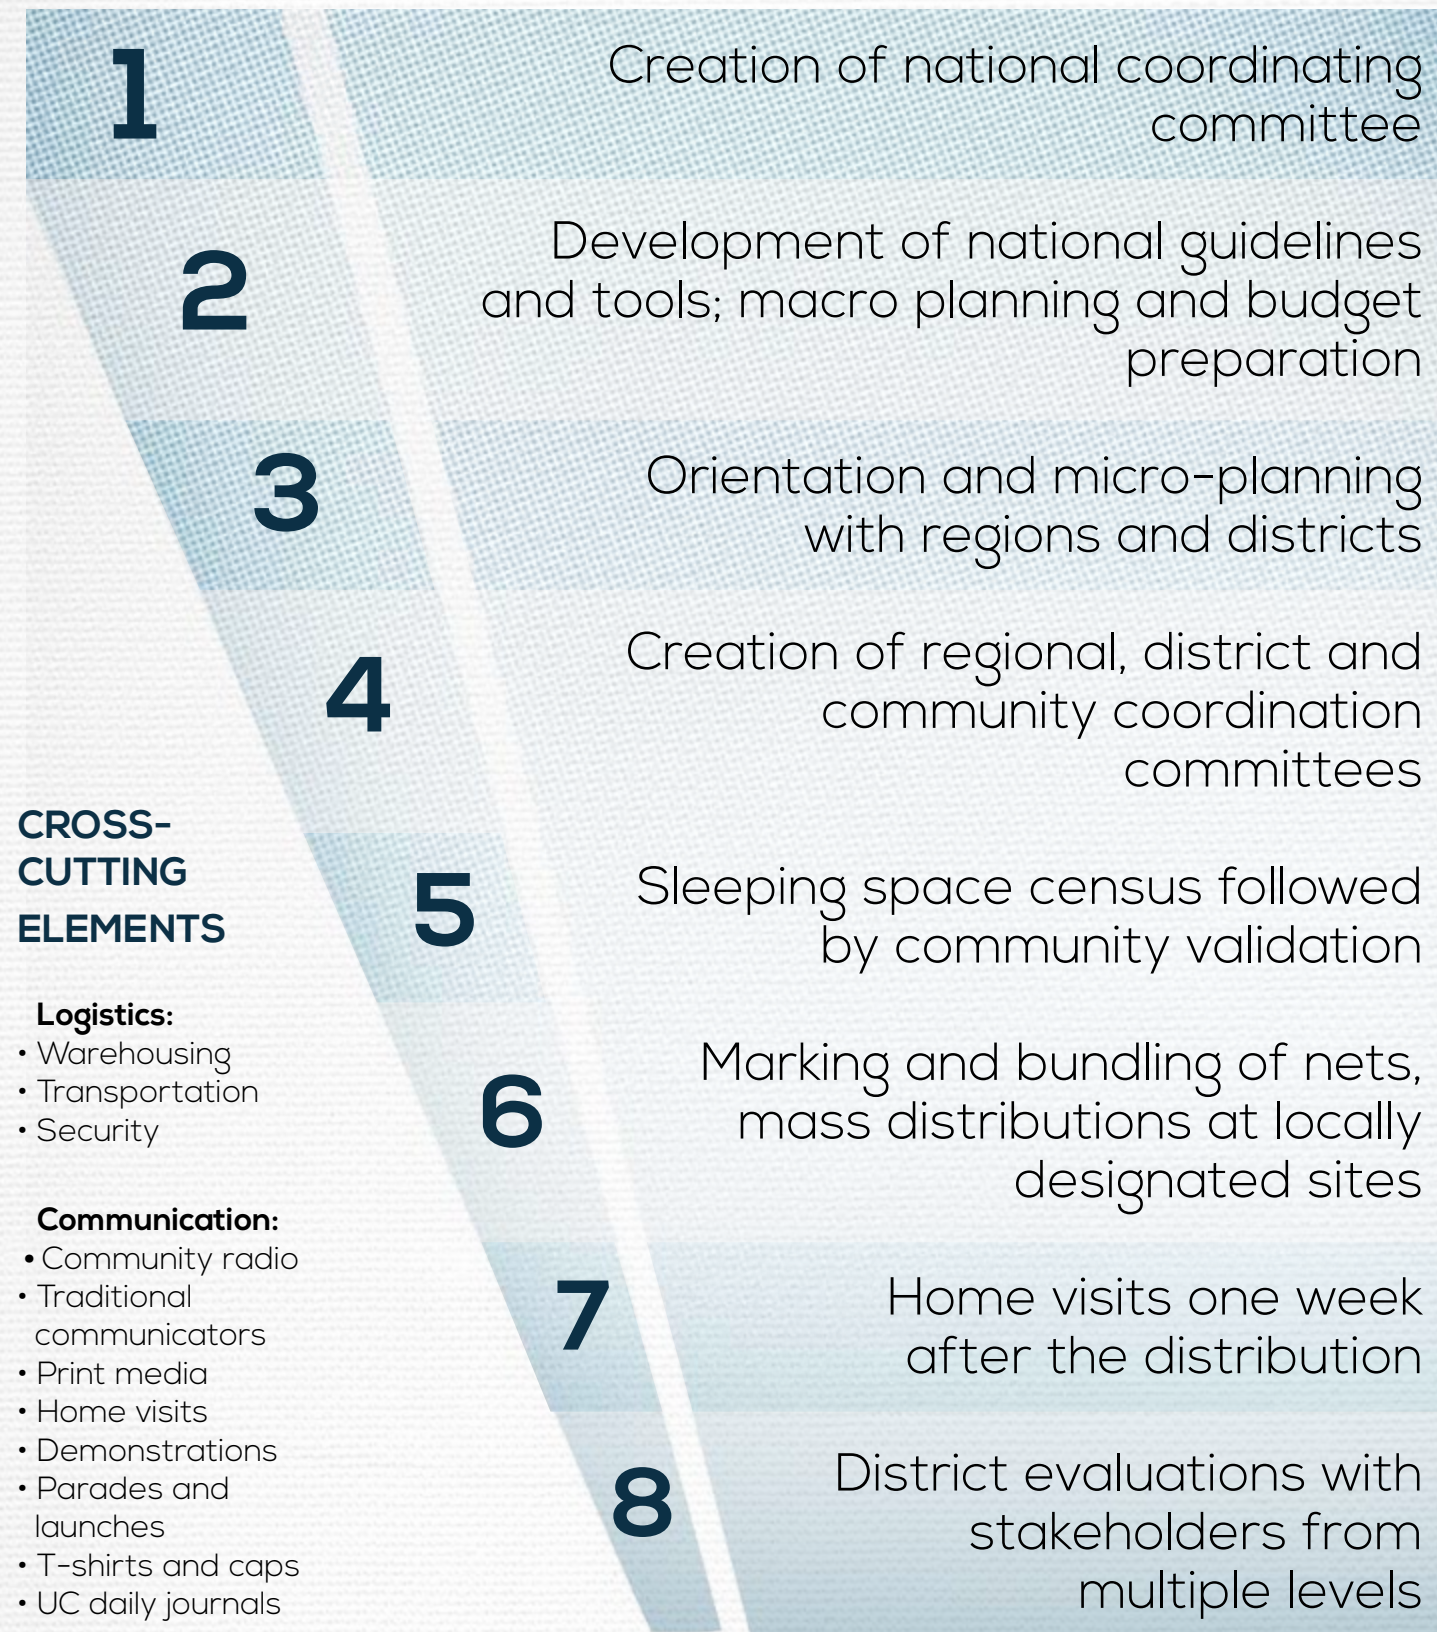 1
Creation of national coordinating
committee
2
Development of national guidelines
and tools; macro planning and budget
preparation
3
Orientation and micro-planning
with regions and districts
4
Creation of regional, district and
community coordination
committees
5
Sleeping space census followed
by community validation
6
Marking and bundling of nets,
mass distributions at locally
designated sites
7
Home visits one week
after the distribution
8
District evaluations with
stakeholders from
multiple levels
CROSS-
CUTTING
ELEMENTS
Logistics:
• Warehousing
• Transportation
• Security
Communication:
• Community radio
• Traditional
communicators
• Print media
• Home visits
• Demonstrations
• Parades and
launches
• T-shirts and caps
• UC daily journals